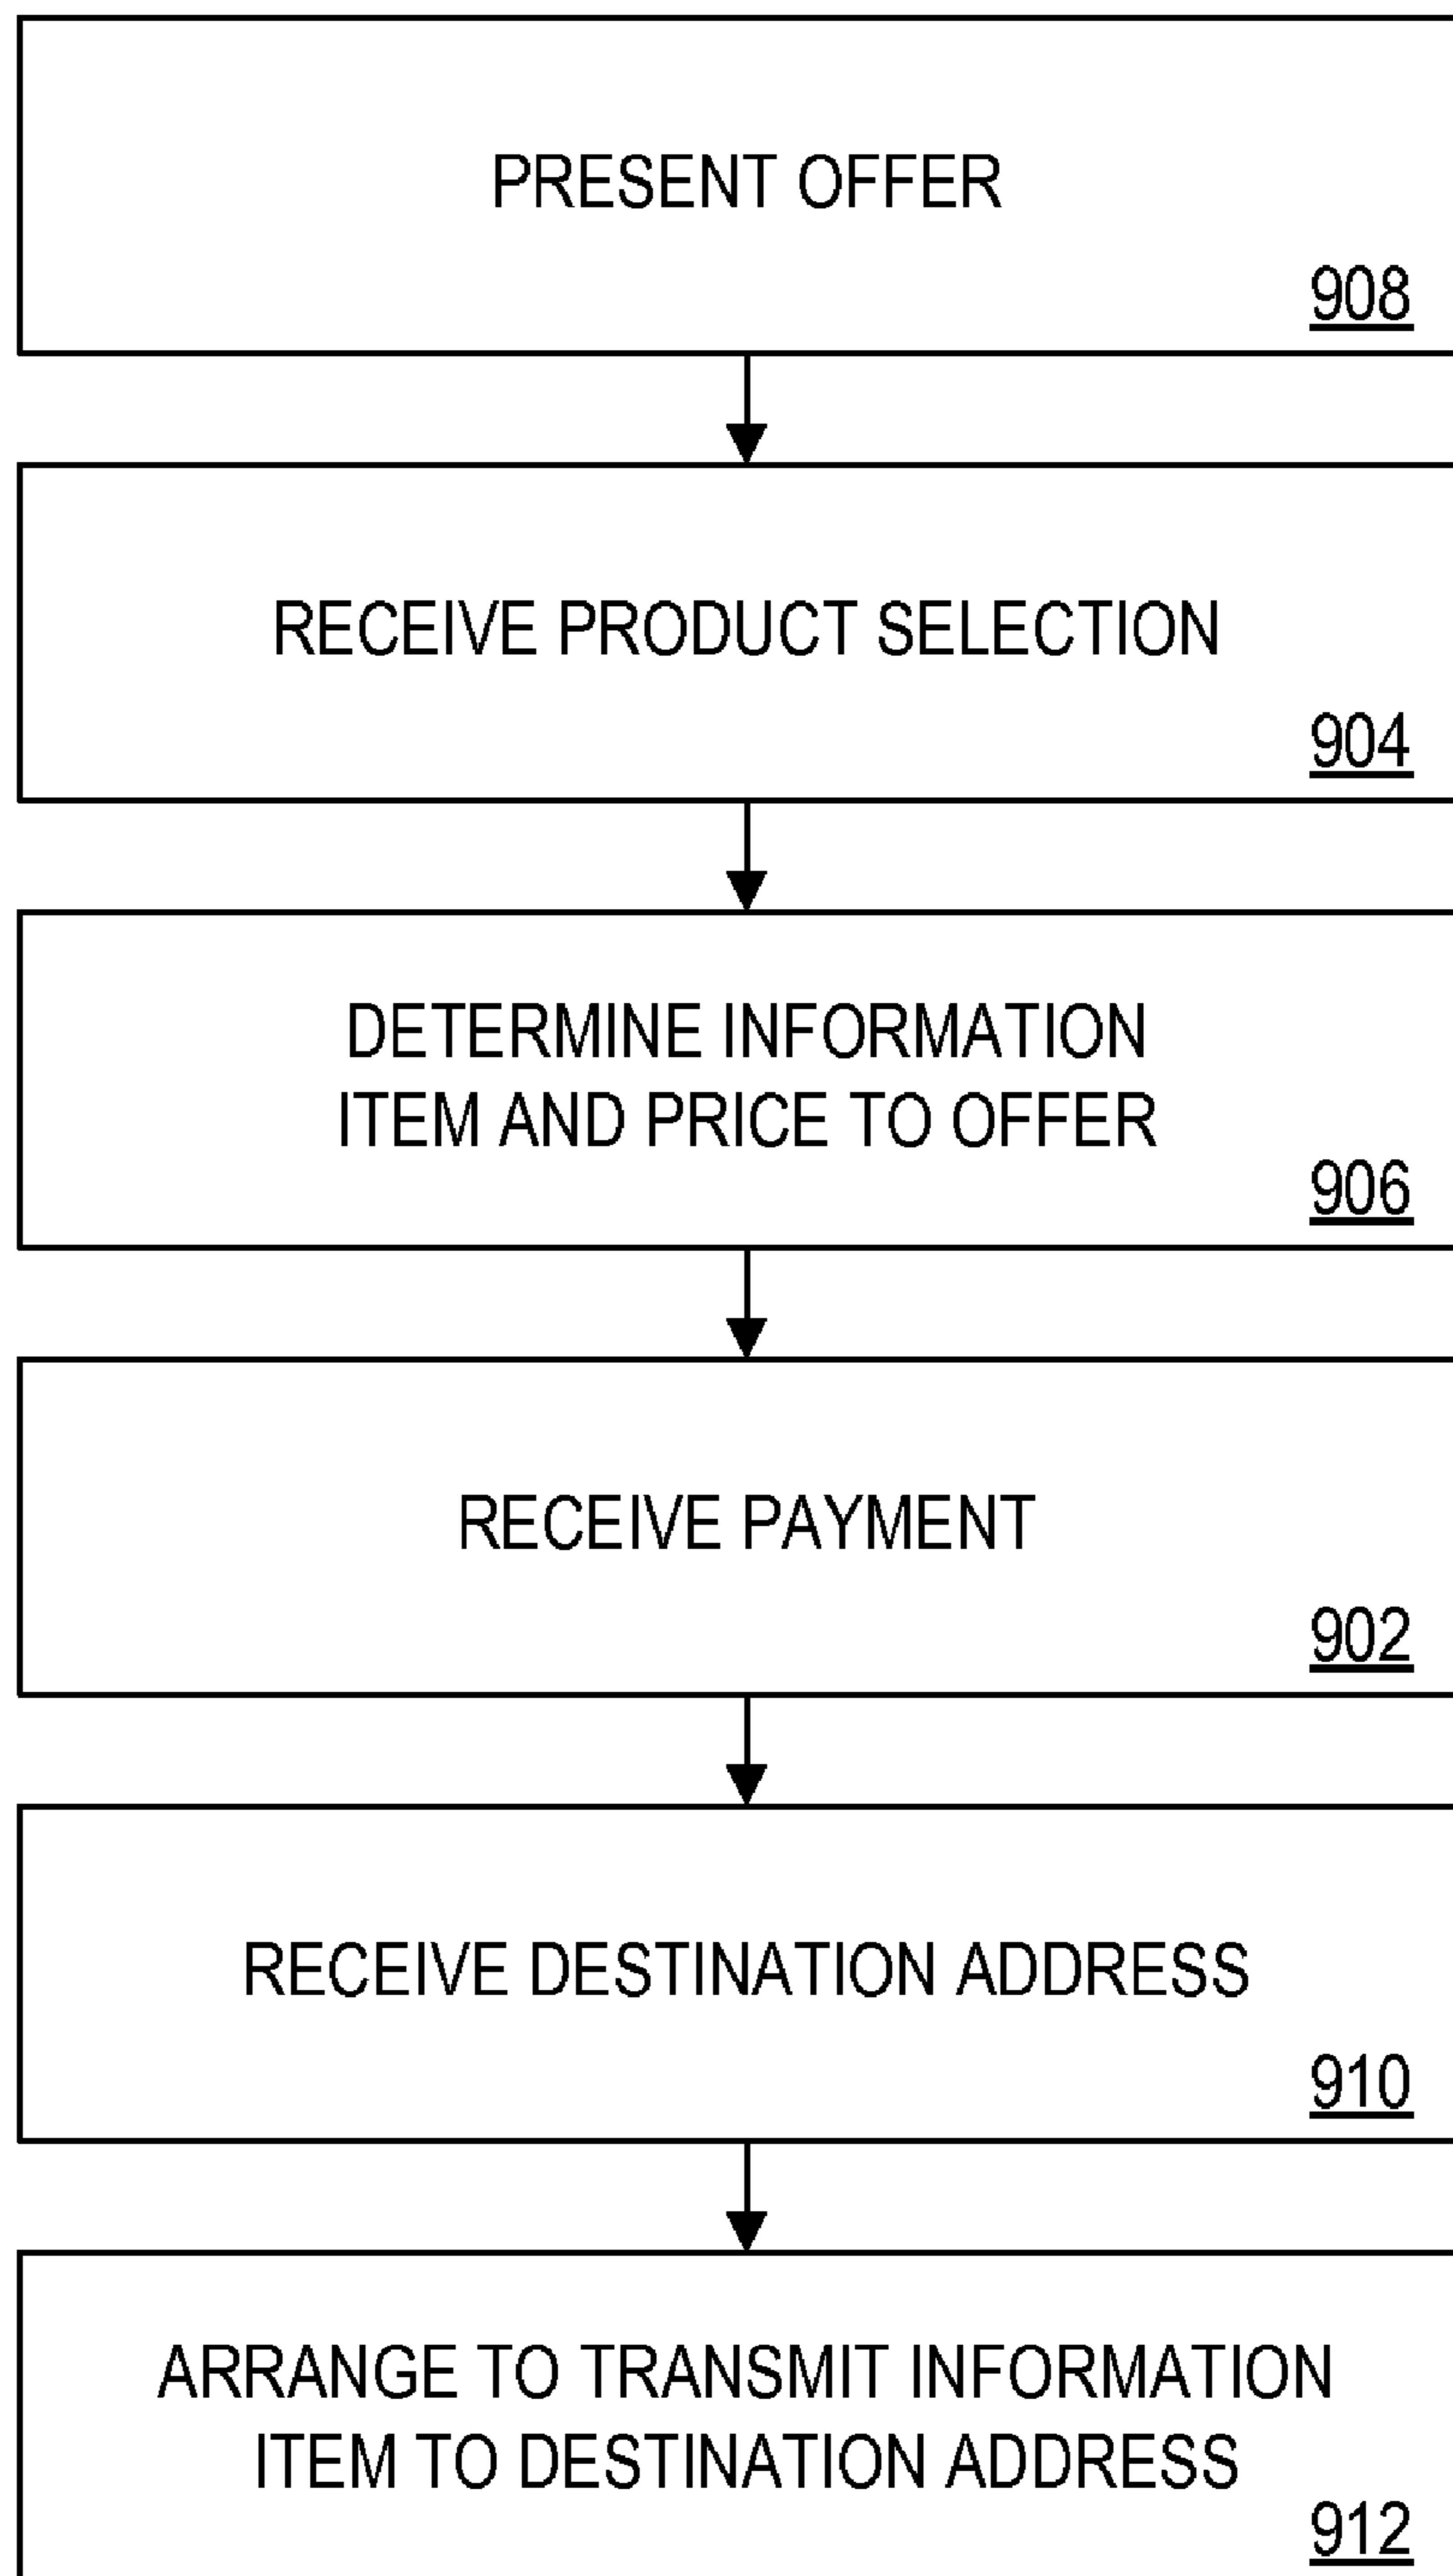 PRESENT OFFER
908
RECEIVE PRODUCT SELECTION
904
DETERMINE INFORMATION
ITEM AND PRICE TO OFFER
906
RECEIVE PAYMENT
902
RECEIVE DESTINATION ADDRESS
910
ARRANGE TO TRANSMIT INFORMATION
ITEM TO DESTINATION ADDRESS
912